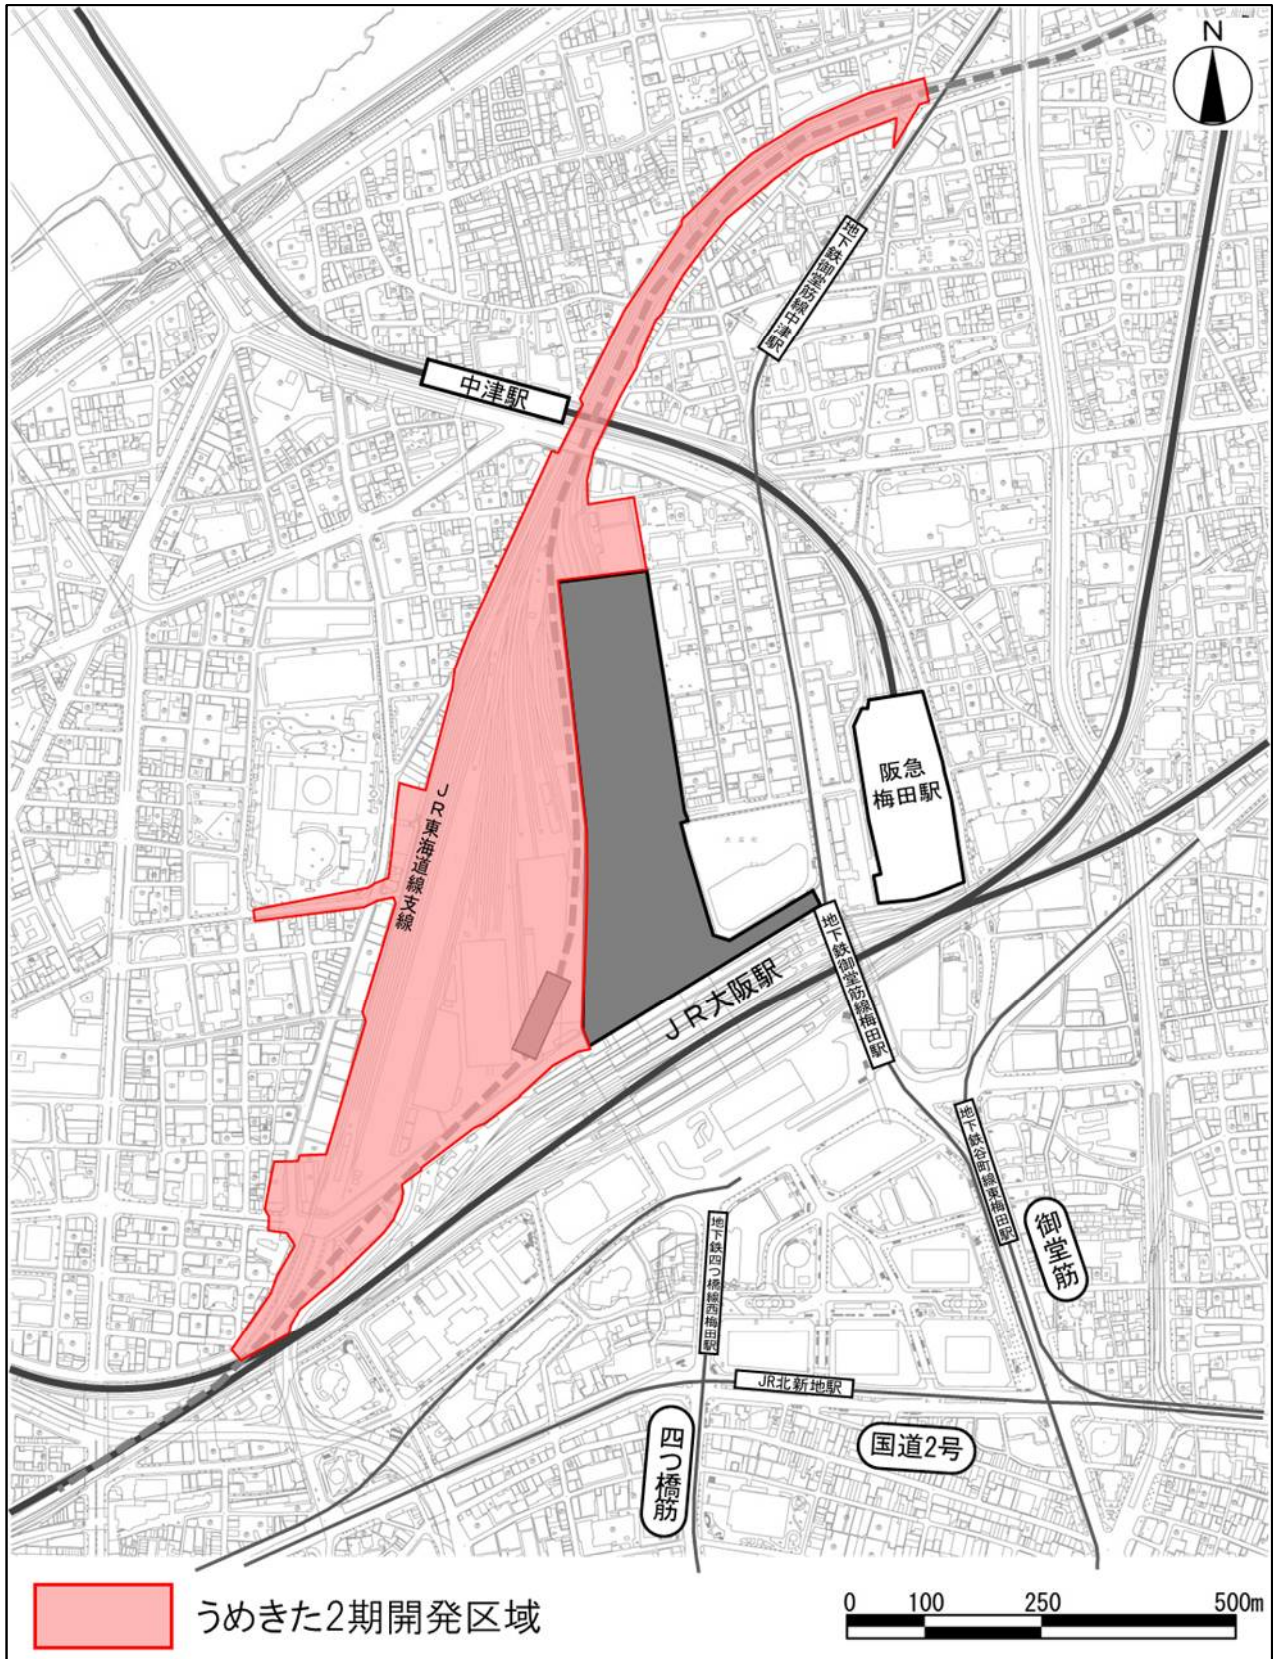 N
地下鉄御堂筋線中津駅
中津駅
阪急
梅田駅
JR東海道線支線
地下鉄御堂筋線梅田駅
JR大阪駅
地下鉄谷町線東梅田駅
御堂筋
地下鉄四つ橋線西梅田駅
JR北新地駅
四つ橋筋
国道2号
うめきた2期開発区域
0 100 250 500m